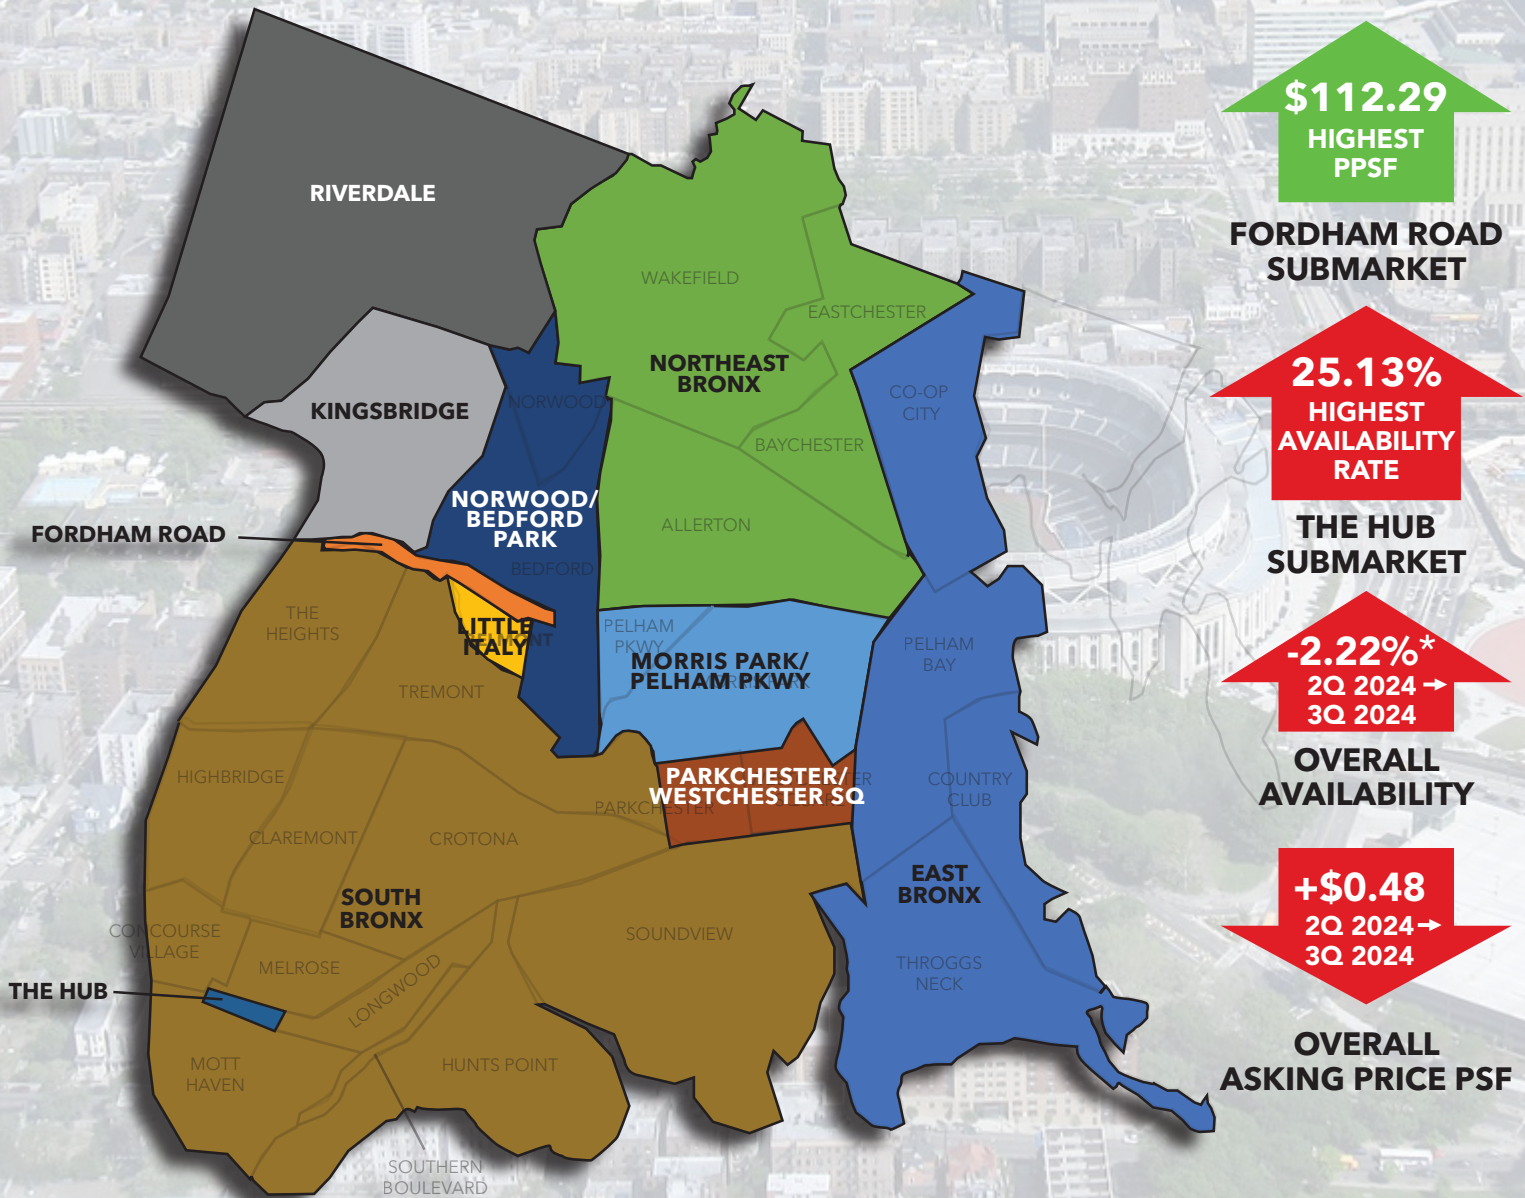 RIVERDALE
WAKEFIELD
EASTCHESTER
NORTHEAST
BRONX
KINGSBRIDGE
NORWOOD
CO-OP
CITY
BAYCHESTER
NORWOOD/
BEDFORD
PARK
ALLERTON
FORDHAM ROAD
BEDFORD
THE
HEIGHTS
LITTLE
ITALY
PELHAM
PKWY
MORRIS PARK/
PELHAM PKWY
PELHAM
BAY
TREMONT
HIGHBRIDGE
PARKCHESTER/
WESTCHESTER SQ
PARKCHESTER
COUNTRY
CLUB
CLAREMONT
CROTONA
SOUTH
BRONX
EAST
BRONX
CONCOURSE
VILLAGE
SOUNDVIEW
MELROSE
LONGWOOD
THROGGS
NECK
THE HUB
MOTT
HAVEN
HUNTS POINT
SOUTHERN
BOULEVARD
$112.29
HIGHEST
PPSF
FORDHAM ROAD
SUBMARKET
25.13%
HIGHEST
AVAILABILITY
RATE
THE HUB
SUBMARKET
-2.22%*
2Q 2024 →
3Q 2024
OVERALL
AVAILABILITY
+$0.48
2Q 2024 →
3Q 2024
OVERALL
ASKING PRICE PSF